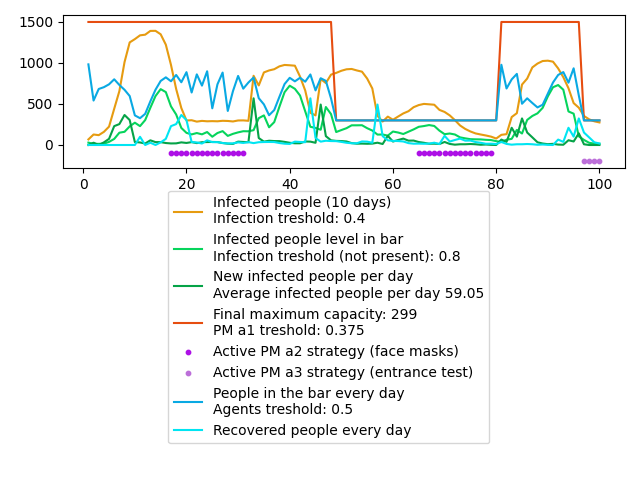 1500
1000
500
0
0
20
40
60
80
100
Infected people (10 days)
Infection treshold: 0.4
Infected people level in bar
Infection treshold (not present): 0.8
New infected people per day
Average infected people per day 59.05
Final maximum capacity: 299
PM a1 treshold: 0.375
Active PM a2 strategy (face masks)
Active PM a3 strategy (entrance test)
People in the bar every day
Agents treshold: 0.5
Recovered people every day